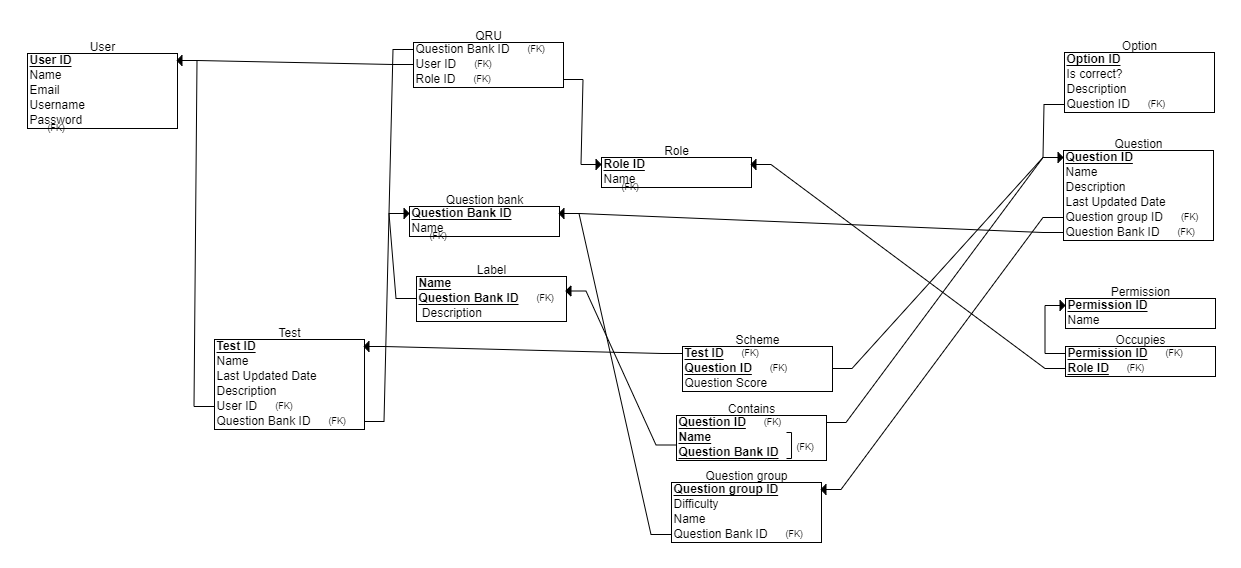 User
User ID
Name
Email
Username
Password
(FK)
QRU
Question Bank ID (FK)
User ID (FK)
Role ID (FK)
Option
Option ID
Is correct?
Description
Question ID (FK)
Role
Role ID
Name
(FK)
Question
Question ID
Name
Description
Last Updated Date
Question group ID (FK)
Question Bank ID (FK)
Question bank
Question Bank ID
Name
(FK)
Label
Name
Question Bank ID (FK)
Description
Permission
Permission ID
Name
Test
Test ID
Name
Last Updated Date
Description
User ID (FK)
Question Bank ID (FK)
Scheme
Test ID (FK)
Question ID (FK)
Question Score
Occupies
Permission ID (FK)
Role ID (FK)
Contains
Question ID (FK)
Name
Question Bank ID (FK)
Question group
Question group ID
Difficulty
Name
Question Bank ID (FK)